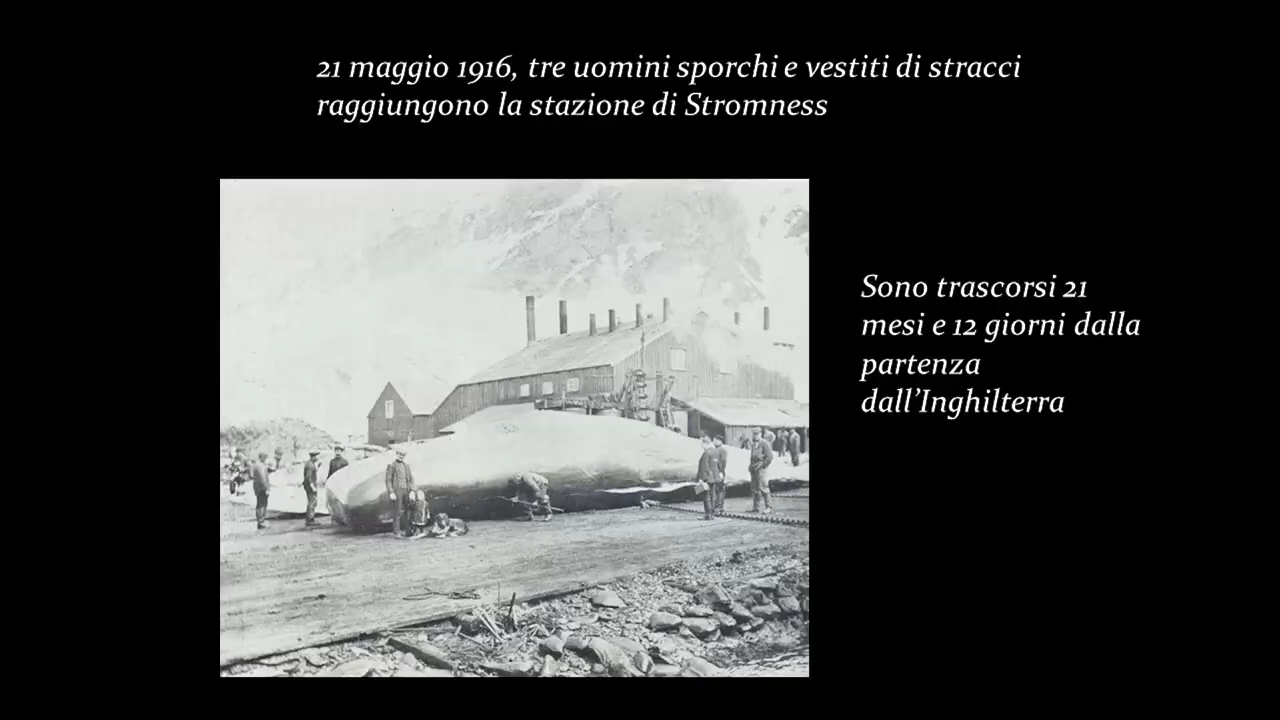 21 maggio 1916, tre uomini sporchi e vestiti di stracci
raggiungono la stazione di Stromness
Sono trascorsi 21
mesi e 12 giorni dalla
partenza
dall’Inghilterra